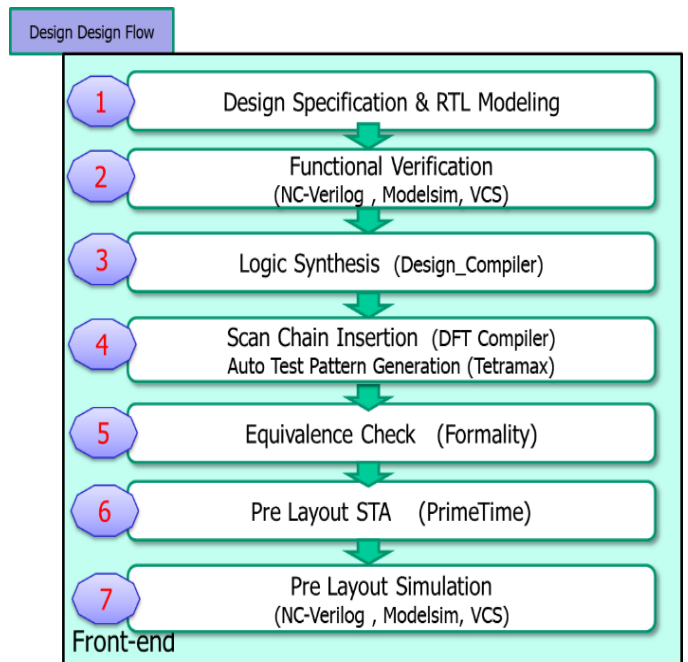 Design Design Flow
1
Design Specification & RTL Modeling
2
Functional Verification
(NC-Verilog , Modelsim, VCS)
3
Logic Synthesis (Design_Compiler)
4
Scan Chain Insertion (DFT Compiler)
Auto Test Pattern Generation (Tetramax)
5
Equivalence Check (Formality)
6
Pre Layout STA (PrimeTime)
7
Pre Layout Simulation
(NC-Verilog , Modelsim, VCS)
Front-end